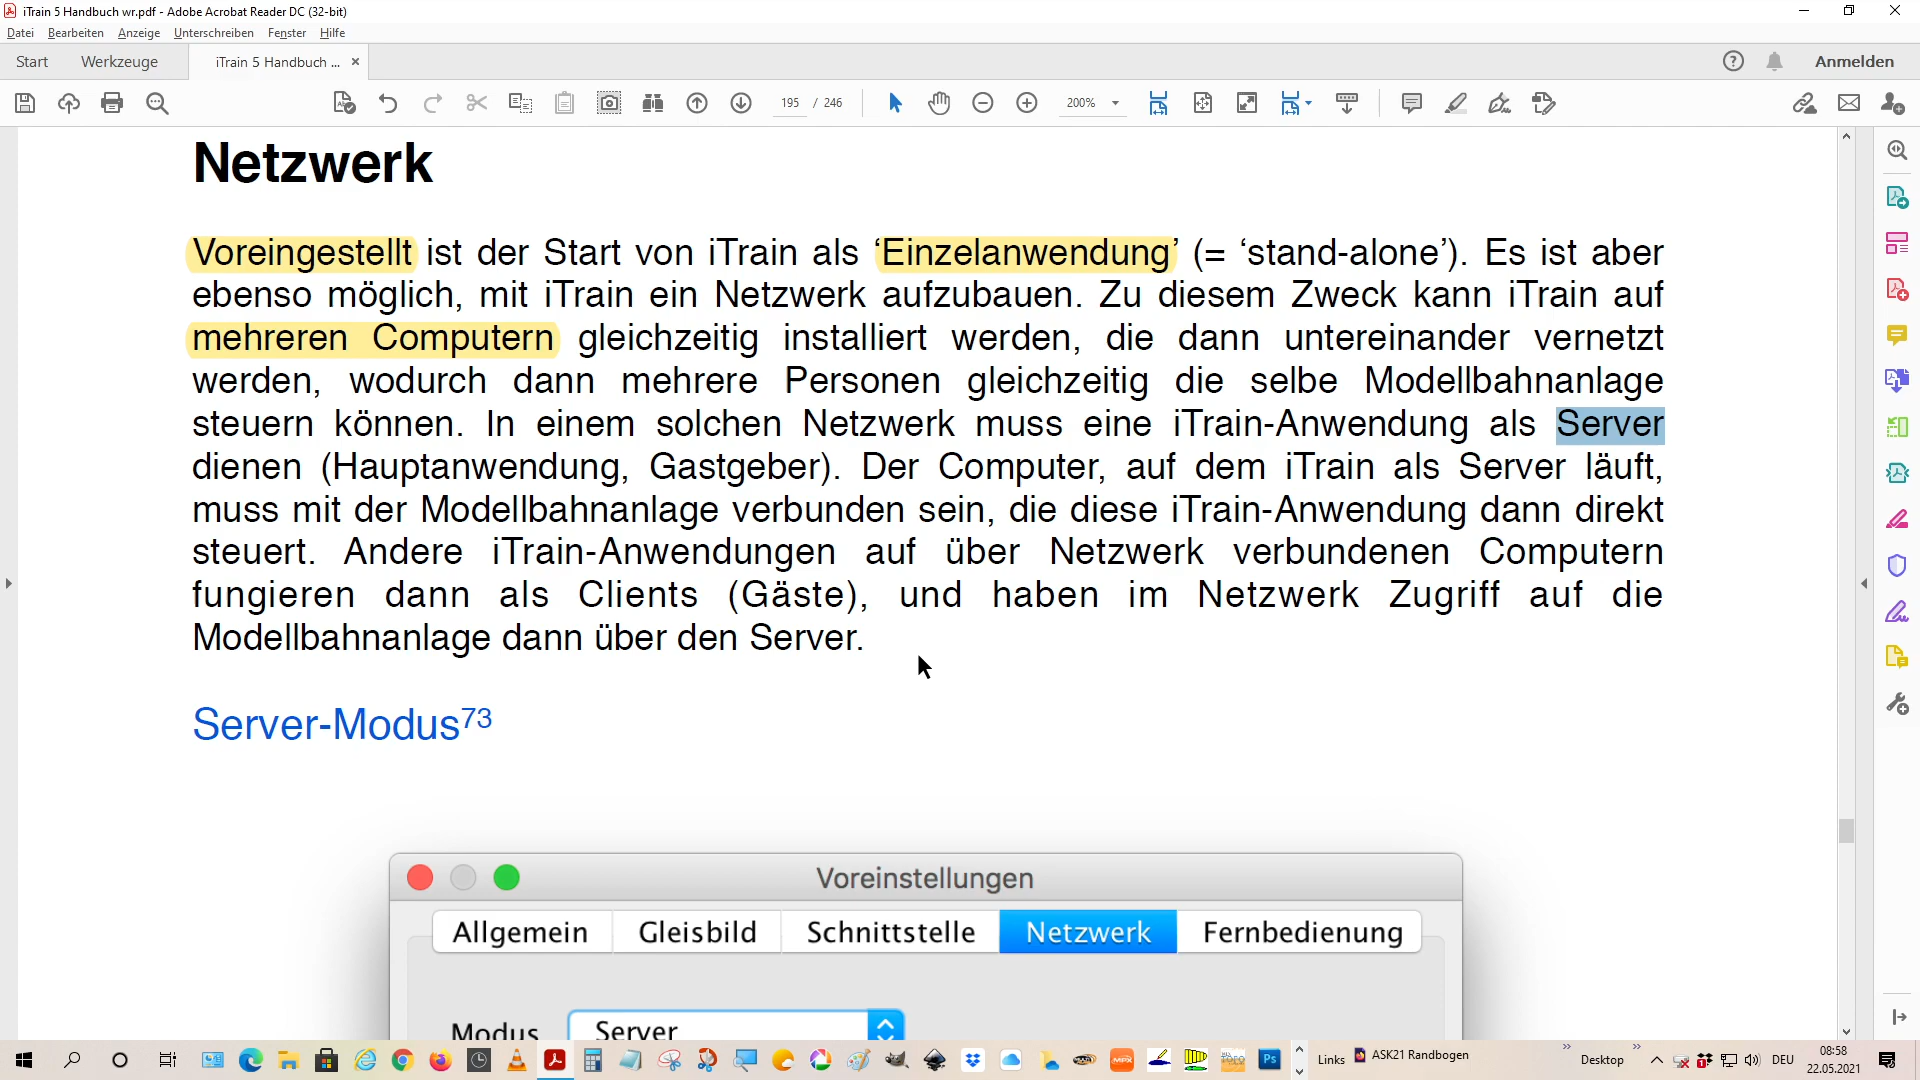 iTrain 5 Handbuch wr.pdf - Adobe Acrobat Reader DC (32-bit)
Datei Bearbeiten Anzeige Unterschreiben Fenster Hilfe
Start Werkzeuge iTrain 5 Handbuch ... × Anmelden
195 / 246 200%
Netzwerk
Voreingestellt ist der Start von iTrain als ‘Einzelanwendung’ (= ‘stand-alone’). Es ist aber
ebenso möglich, mit iTrain ein Netzwerk aufzubauen. Zu diesem Zweck kann iTrain auf
mehreren Computern gleichzeitig installiert werden, die dann untereinander vernetzt
werden, wodurch dann mehrere Personen gleichzeitig die selbe Modellbahnanlage
steuern können. In einem solchen Netzwerk muss eine iTrain-Anwendung als Server
dienen (Hauptanwendung, Gastgeber). Der Computer, auf dem iTrain als Server läuft,
muss mit der Modellbahnanlage verbunden sein, die diese iTrain-Anwendung dann direkt
steuert. Andere iTrain-Anwendungen auf über Netzwerk verbundenen Computern
fungieren dann als Clients (Gäste), und haben im Netzwerk Zugriff auf die
Modellbahnanlage dann über den Server.
Server-Modus73
Voreinstellungen
Allgemein Gleisbild Schnittstelle Netzwerk Fernbedienung
Modus Server
Links ASK21 Randbogen » Desktop » DEU 08:58
22.05.2021